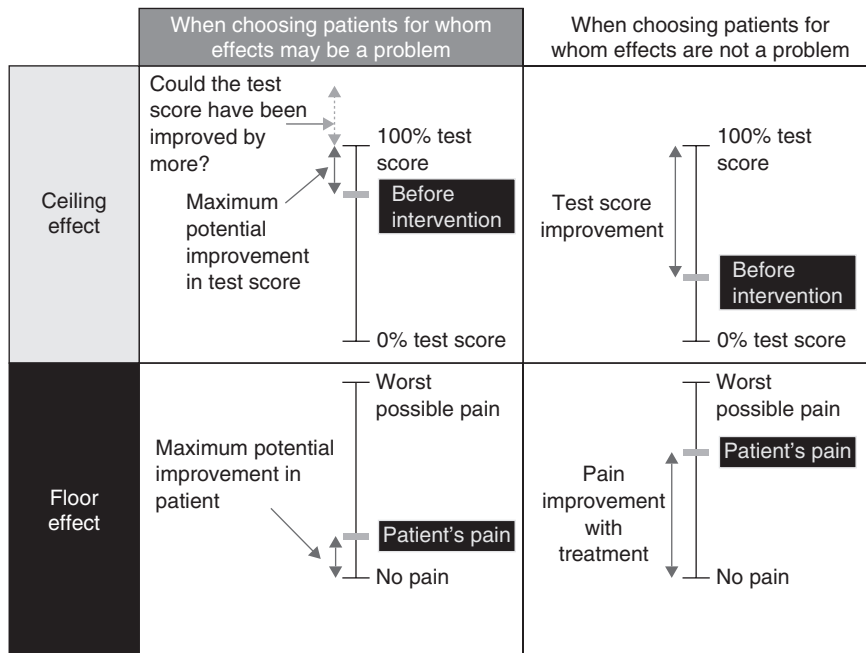 When choosing patients for whom
effects may be a problem
When choosing patients for
whom effects are not a problem
Ceiling
effect
Could the test
score have been
improved by
more?
Maximum
potential
improvement
in test score
100% test
score
Before
intervention
0% test score
Test score
improvement
100% test
score
Before
intervention
0% test score
Floor
effect
Worst
possible pain
Maximum potential
improvement in
patient
Patient's pain
No pain
Worst
possible pain
Patient's pain
Pain
improvement
with
treatment
No pain